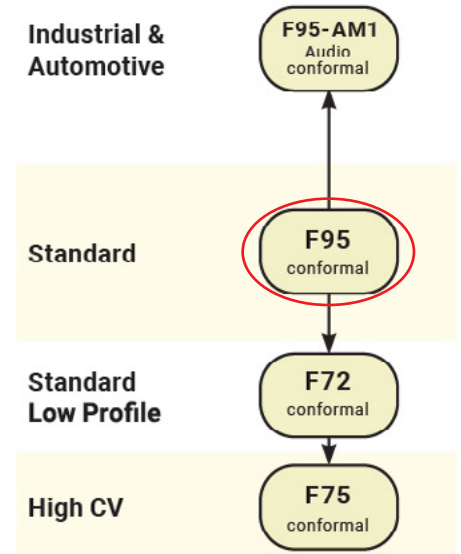 Industrial &
Automotive
F95-AM1
Audio
conformal
Standard
F95
conformal
Standard
Low Profile
F72
conformal
High CV
F75
conformal